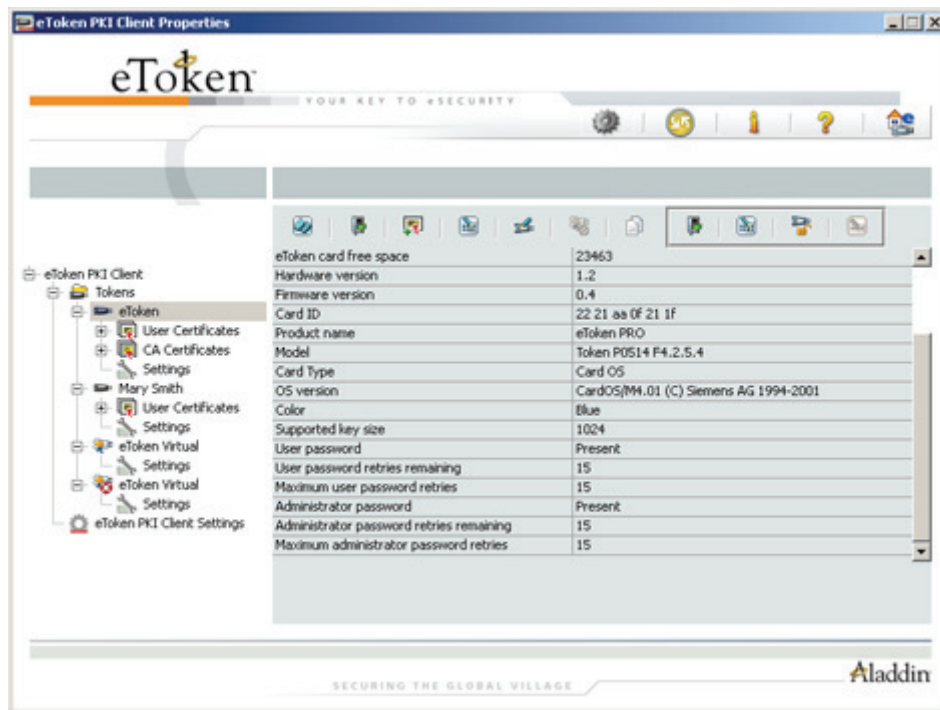 eToken PKI Client Properties
eToken
YOUR KEY TO eSECURITY
eToken PKI Client
Tokens
eToken
User Certificates
CA Certificates
Settings
Mary Smith
User Certificates
Settings
eToken Virtual
Settings
eToken Virtual
Settings
eToken PKI Client Settings
eToken card free space 23463
Hardware version 1.2
Firmware version 0.4
Card ID 22 21 aa 0f 21 1f
Product name eToken PRO
Model Token P0514 F4.2.5.4
Card Type Card OS
OS version CardOS/M4.01 (C) Siemens AG 1994-2001
Color Blue
Supported key size 1024
User password Present
User password retries remaining 15
Maximum user password retries 15
Administrator password Present
Administrator password retries remaining 15
Maximum administrator password retries 15
Aladdin
SECURING THE GLOBAL VILLAGE